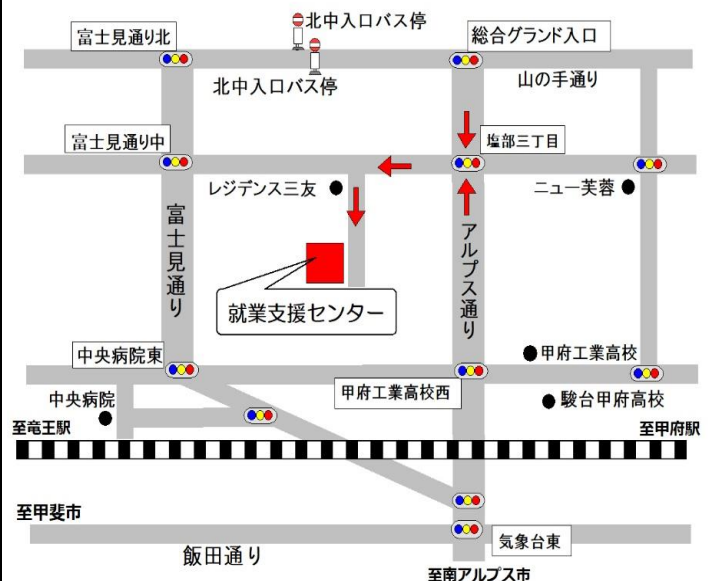 北中入口バス停
富士見通り北
総合グランド入口
北中入口バス停
山の手通り
富士見通り中
塩部三丁目
レジデンス三友
ニュー芙蓉
富士見通り
アルプス通り
就業支援センター
中央病院東
甲府工業高校
甲府工業高校西
中央病院
駿台甲府高校
至竜王駅
至甲府駅
至甲斐市
気象台東
飯田通り
至南アルプス市